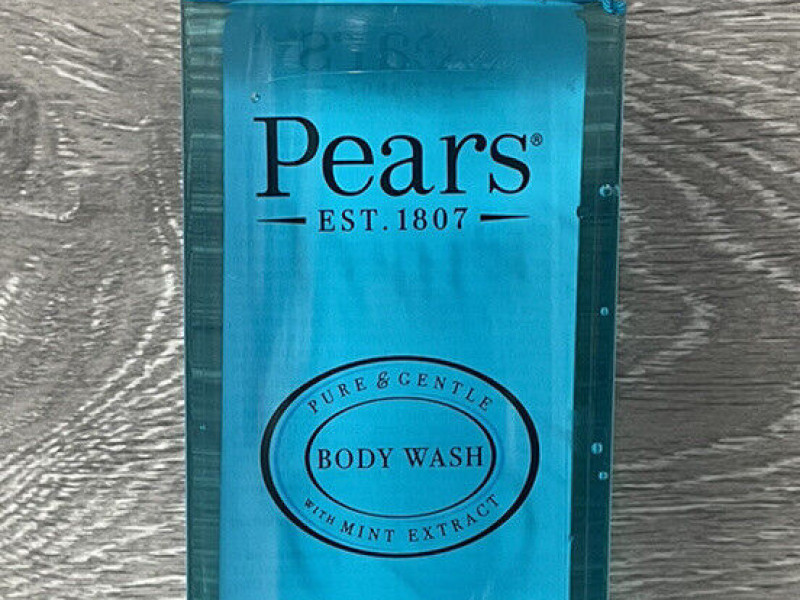 Pears®
EST. 1807
PURE & GENTLE
BODY WASH
WITH MINT EXTRACT